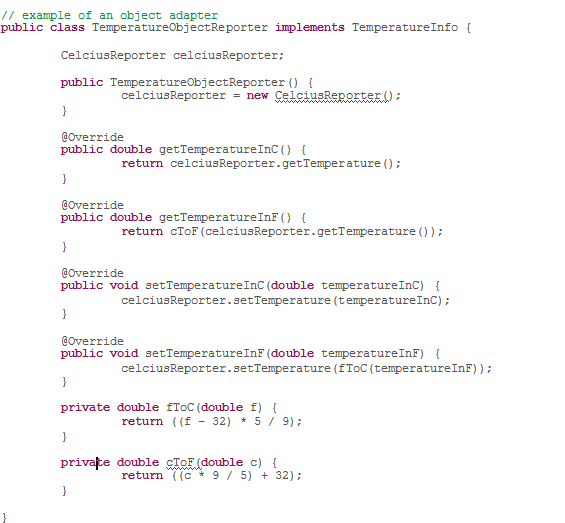 // example of an object adapter
public class TemperatureObjectReporter implements TemperatureInfo {
CelciusReporter celciusReporter;
public TemperatureObjectReporter() {
celciusReporter = new CelciusReporter();
}
@Override
public double getTemperatureInC() {
return celciusReporter.getTemperature();
}
@Override
public double getTemperatureInF() {
return cToF(celciusReporter.getTemperature());
}
@Override
public void setTemperatureInC(double temperatureInC) {
celciusReporter.setTemperature(temperatureInC);
}
@Override
public void setTemperatureInF(double temperatureInF) {
celciusReporter.setTemperature(fToC(temperatureInF));
}
private double fToC(double f) {
return ((f - 32) * 5 / 9);
}
private double cToF(double c) {
return ((c * 9 / 5) + 32);
}
}